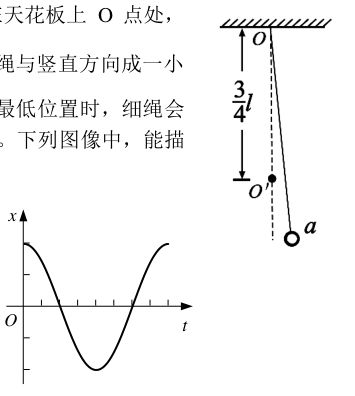 天花板上 O 点处，
绳与竖直方向成一小
最低位置时，细绳会
。下列图像中，能描
O
3/4 l
O'
a
x
O
t